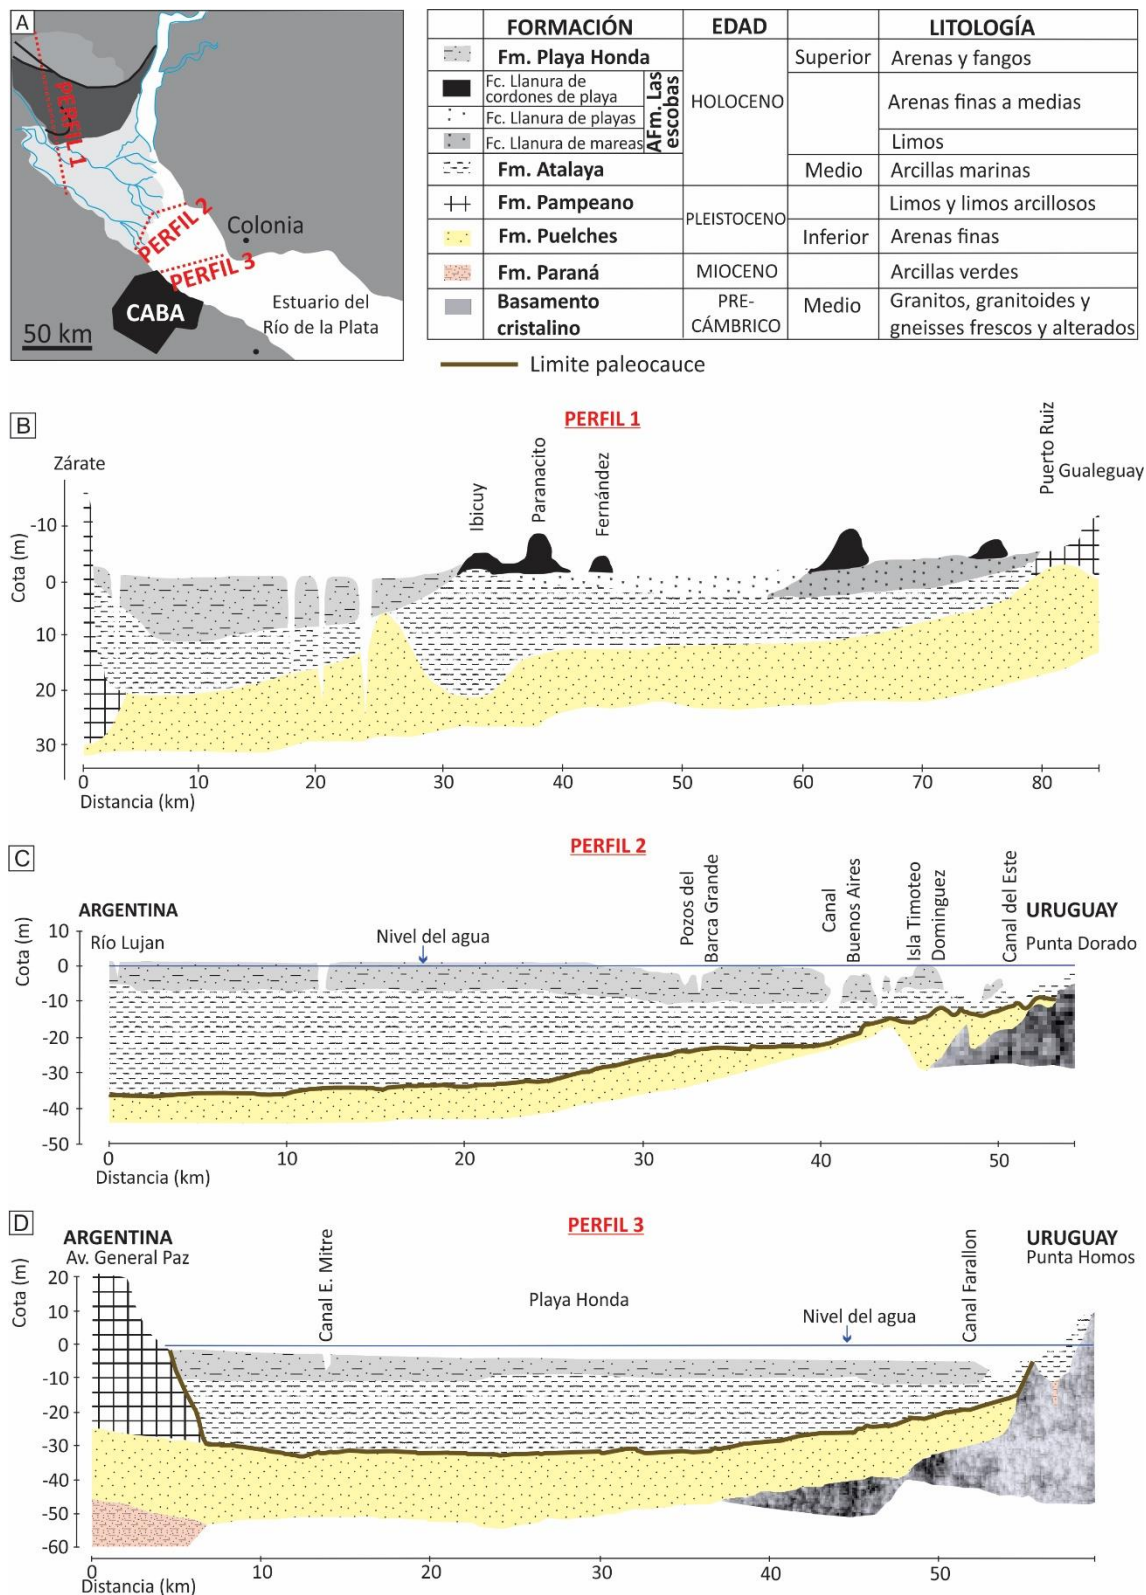 A
PERFIL 1
PERFIL 2
PERFIL 3
Colonia
CABA
Estuario del
Río de la Plata
50 km
FORMACIÓN EDAD LITOLOGÍA
Fm. Playa Honda HOLOCENO Superior Arenas y fangos
Fc. Llanura de
cordones de playa
AFm. Las
escobas
Arenas finas a medias
Fc. Llanura de playas
Fc. Llanura de mareas Limos
Fm. Atalaya Medio Arcillas marinas
Fm. Pampeano PLEISTOCENO Limos y limos arcillosos
Fm. Puelches Inferior Arenas finas
Fm. Paraná MIOCENO Arcillas verdes
Basamento
cristalino
PRE-
CÁMBRICO
Medio
Granitos, granitoides y
gneisses frescos y alterados
Limite paleocauce
B
PERFIL 1
Zárate
Ibicuy
Paranacito
Fernández
Puerto Ruiz
Gualeguay
Cota (m)
-10
0
10
20
30
0 10 20 30 40 50 60 70 80
Distancia (km)
C
PERFIL 2
ARGENTINA
Río Lujan
Nivel del agua
Pozos del
Barca Grande
Canal
Buenos Aires
Isla Timoteo
Dominguez
Canal del Este
URUGUAY
Punta Dorado
Cota (m)
10
0
-10
-20
-30
-40
-50
0 10 20 30 40 50
Distancia (km)
D
PERFIL 3
ARGENTINA
Av. General Paz
Canal E. Mitre
Playa Honda
Nivel del agua
Canal Farallon
URUGUAY
Punta Homos
Cota (m)
20
10
0
-10
-20
-30
-40
-50
-60
0 10 20 30 40 50
Distancia (km)